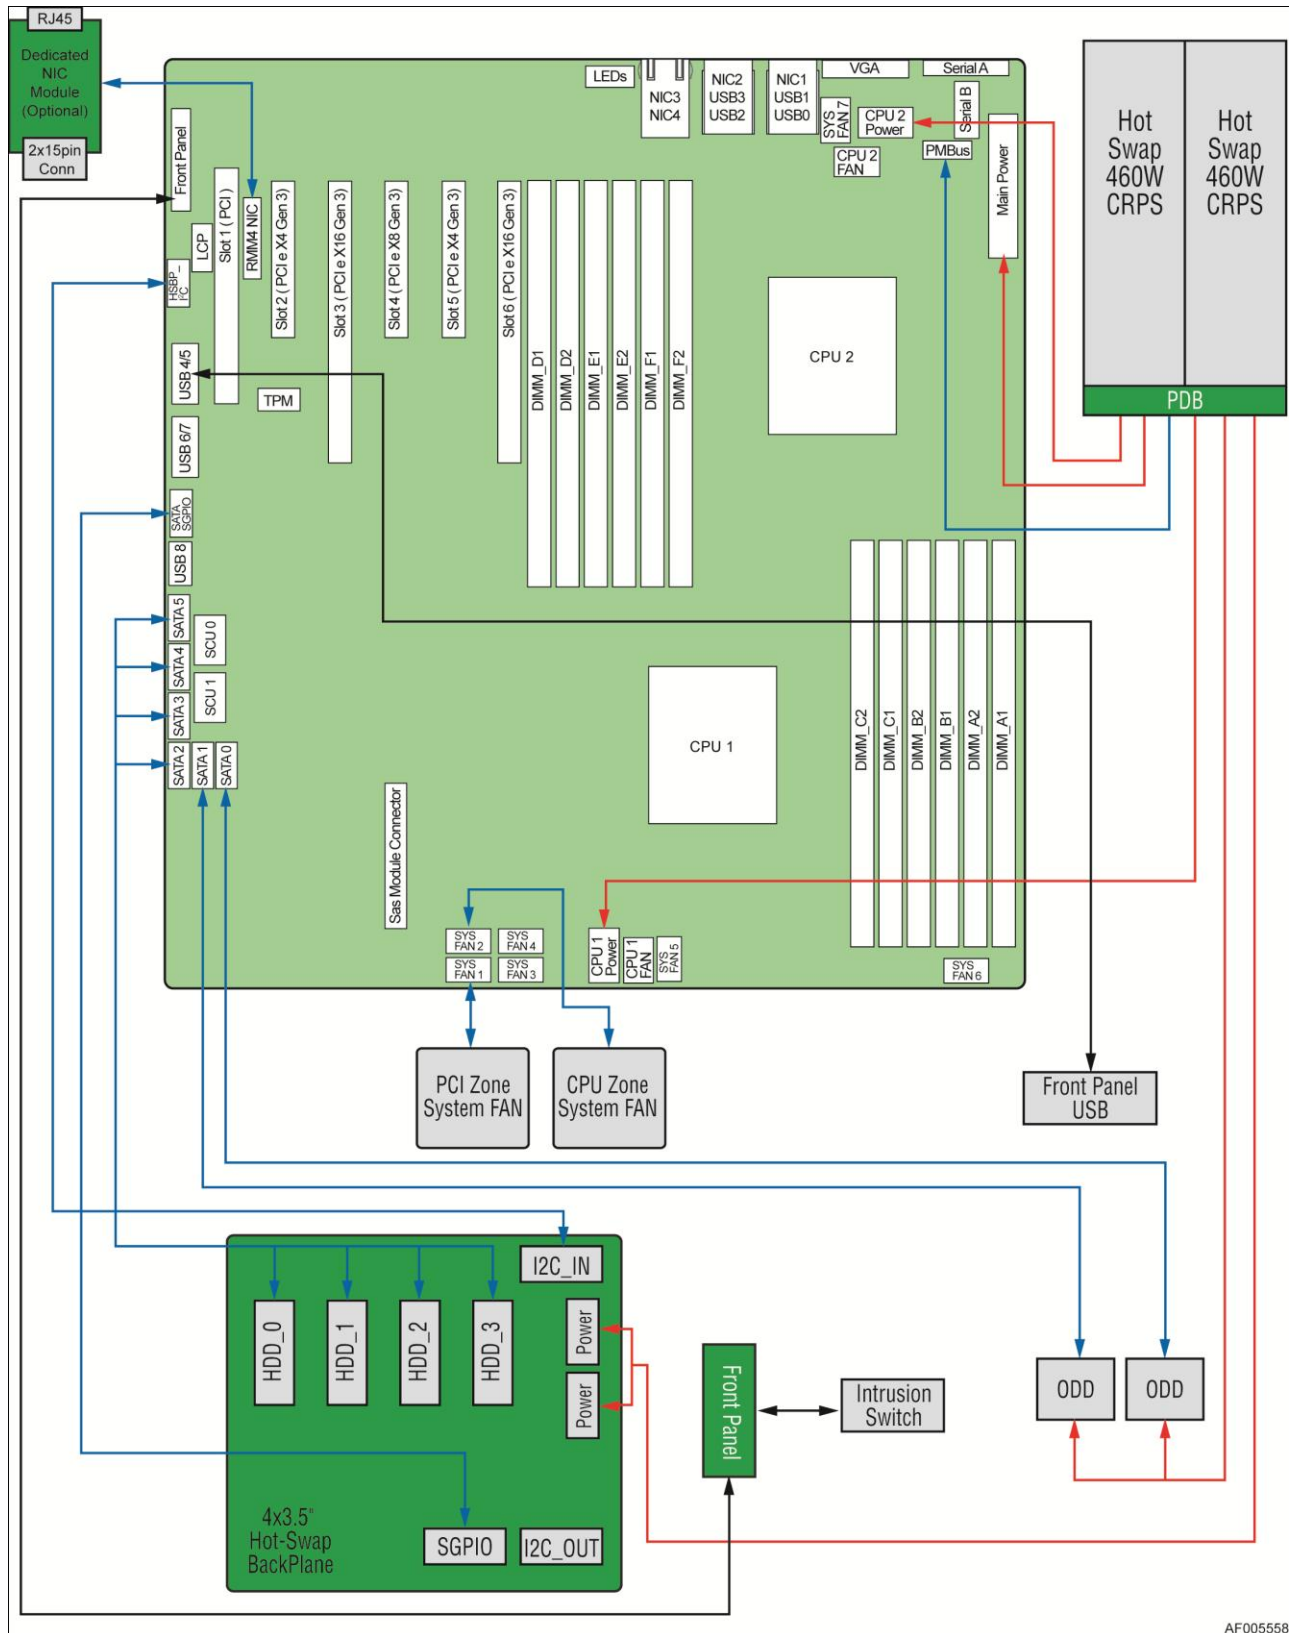 RJ45
Dedicated
NIC
Module
(Optional)
2x15pin
Conn
LEDs
NIC3
NIC4
NIC2
USB3
USB2
NIC1
USB1
USB0
VGA
Serial A
SYS
FAN 7
CPU 2
Power
Serial B
CPU 2
FAN
PMBus
Main Power
Hot
Swap
460W
CRPS
Hot
Swap
460W
CRPS
PDB
Front Panel
LCP
Slot 1 ( PCI )
RMM4 NIC
Slot 2 ( PCI e X4 Gen 3)
Slot 3 ( PCI e X16 Gen 3)
Slot 4 ( PCI e X8 Gen 3)
Slot 5 ( PCI e X4 Gen 3)
Slot 6 ( PCI e X16 Gen 3)
HSBP_
I²C
USB 4/5
TPM
USB 6/7
DIMM_D1
DIMM_D2
DIMM_E1
DIMM_E2
DIMM_F1
DIMM_F2
CPU 2
SATA
SGPIO
USB 8
SATA 5
SCU 0
SATA 4
SCU 1
SATA 3
SATA 2
SATA 1
SATA 0
CPU 1
DIMM_C2
DIMM_C1
DIMM_B2
DIMM_B1
DIMM_A2
DIMM_A1
Sas Module Connector
SYS
FAN 2
SYS
FAN 4
SYS
FAN 1
SYS
FAN 3
CPU 1
Power
CPU 1
FAN
SYS
FAN 5
SYS
FAN 6
PCI Zone
System FAN
CPU Zone
System FAN
Front Panel
USB
I2C_IN
HDD_0
HDD_1
HDD_2
HDD_3
Power
Power
Front Panel
Intrusion
Switch
ODD
ODD
4x3.5"
Hot-Swap
BackPlane
SGPIO
I2C_OUT
AF005558